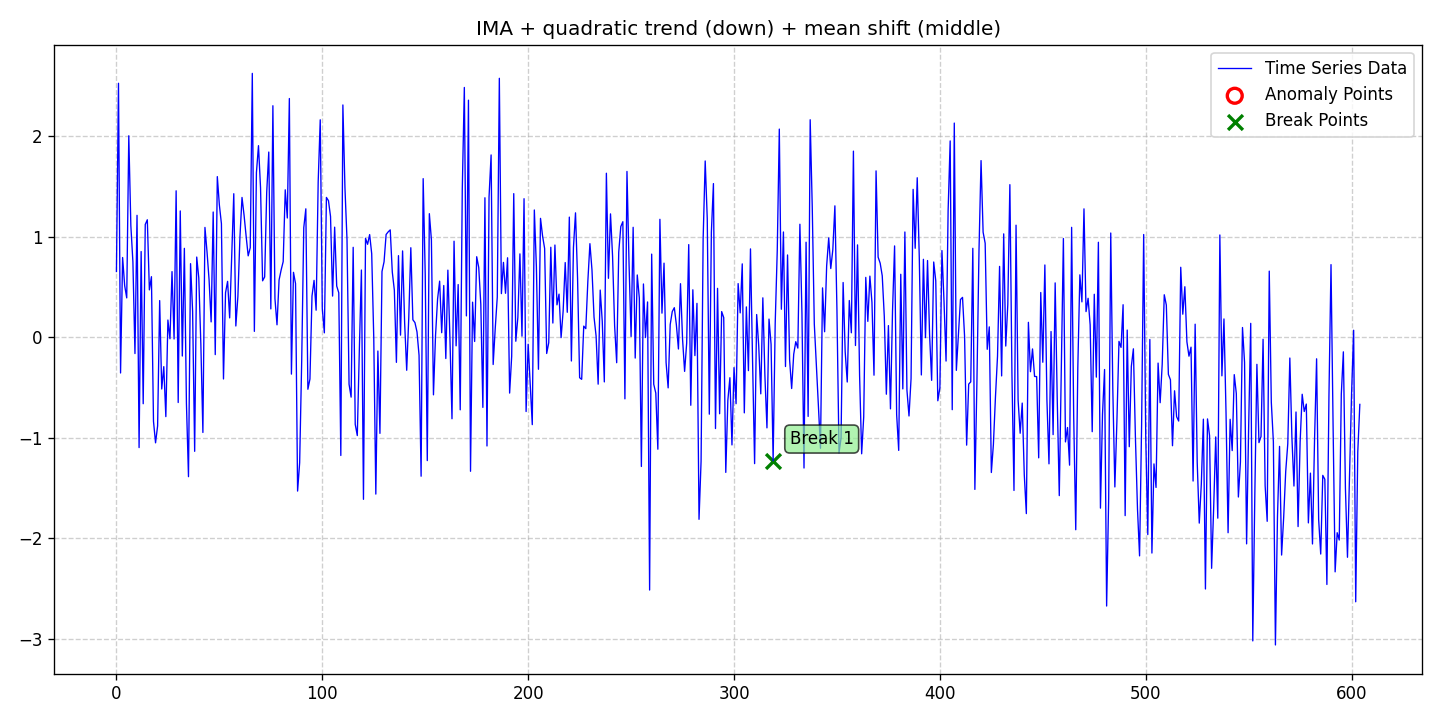 IMA + quadratic trend (down) + mean shift (middle)
Time Series Data
Anomaly Points
Break Points
2
1
0
−1
−2
−3
Break 1
0
100
200
300
400
500
600